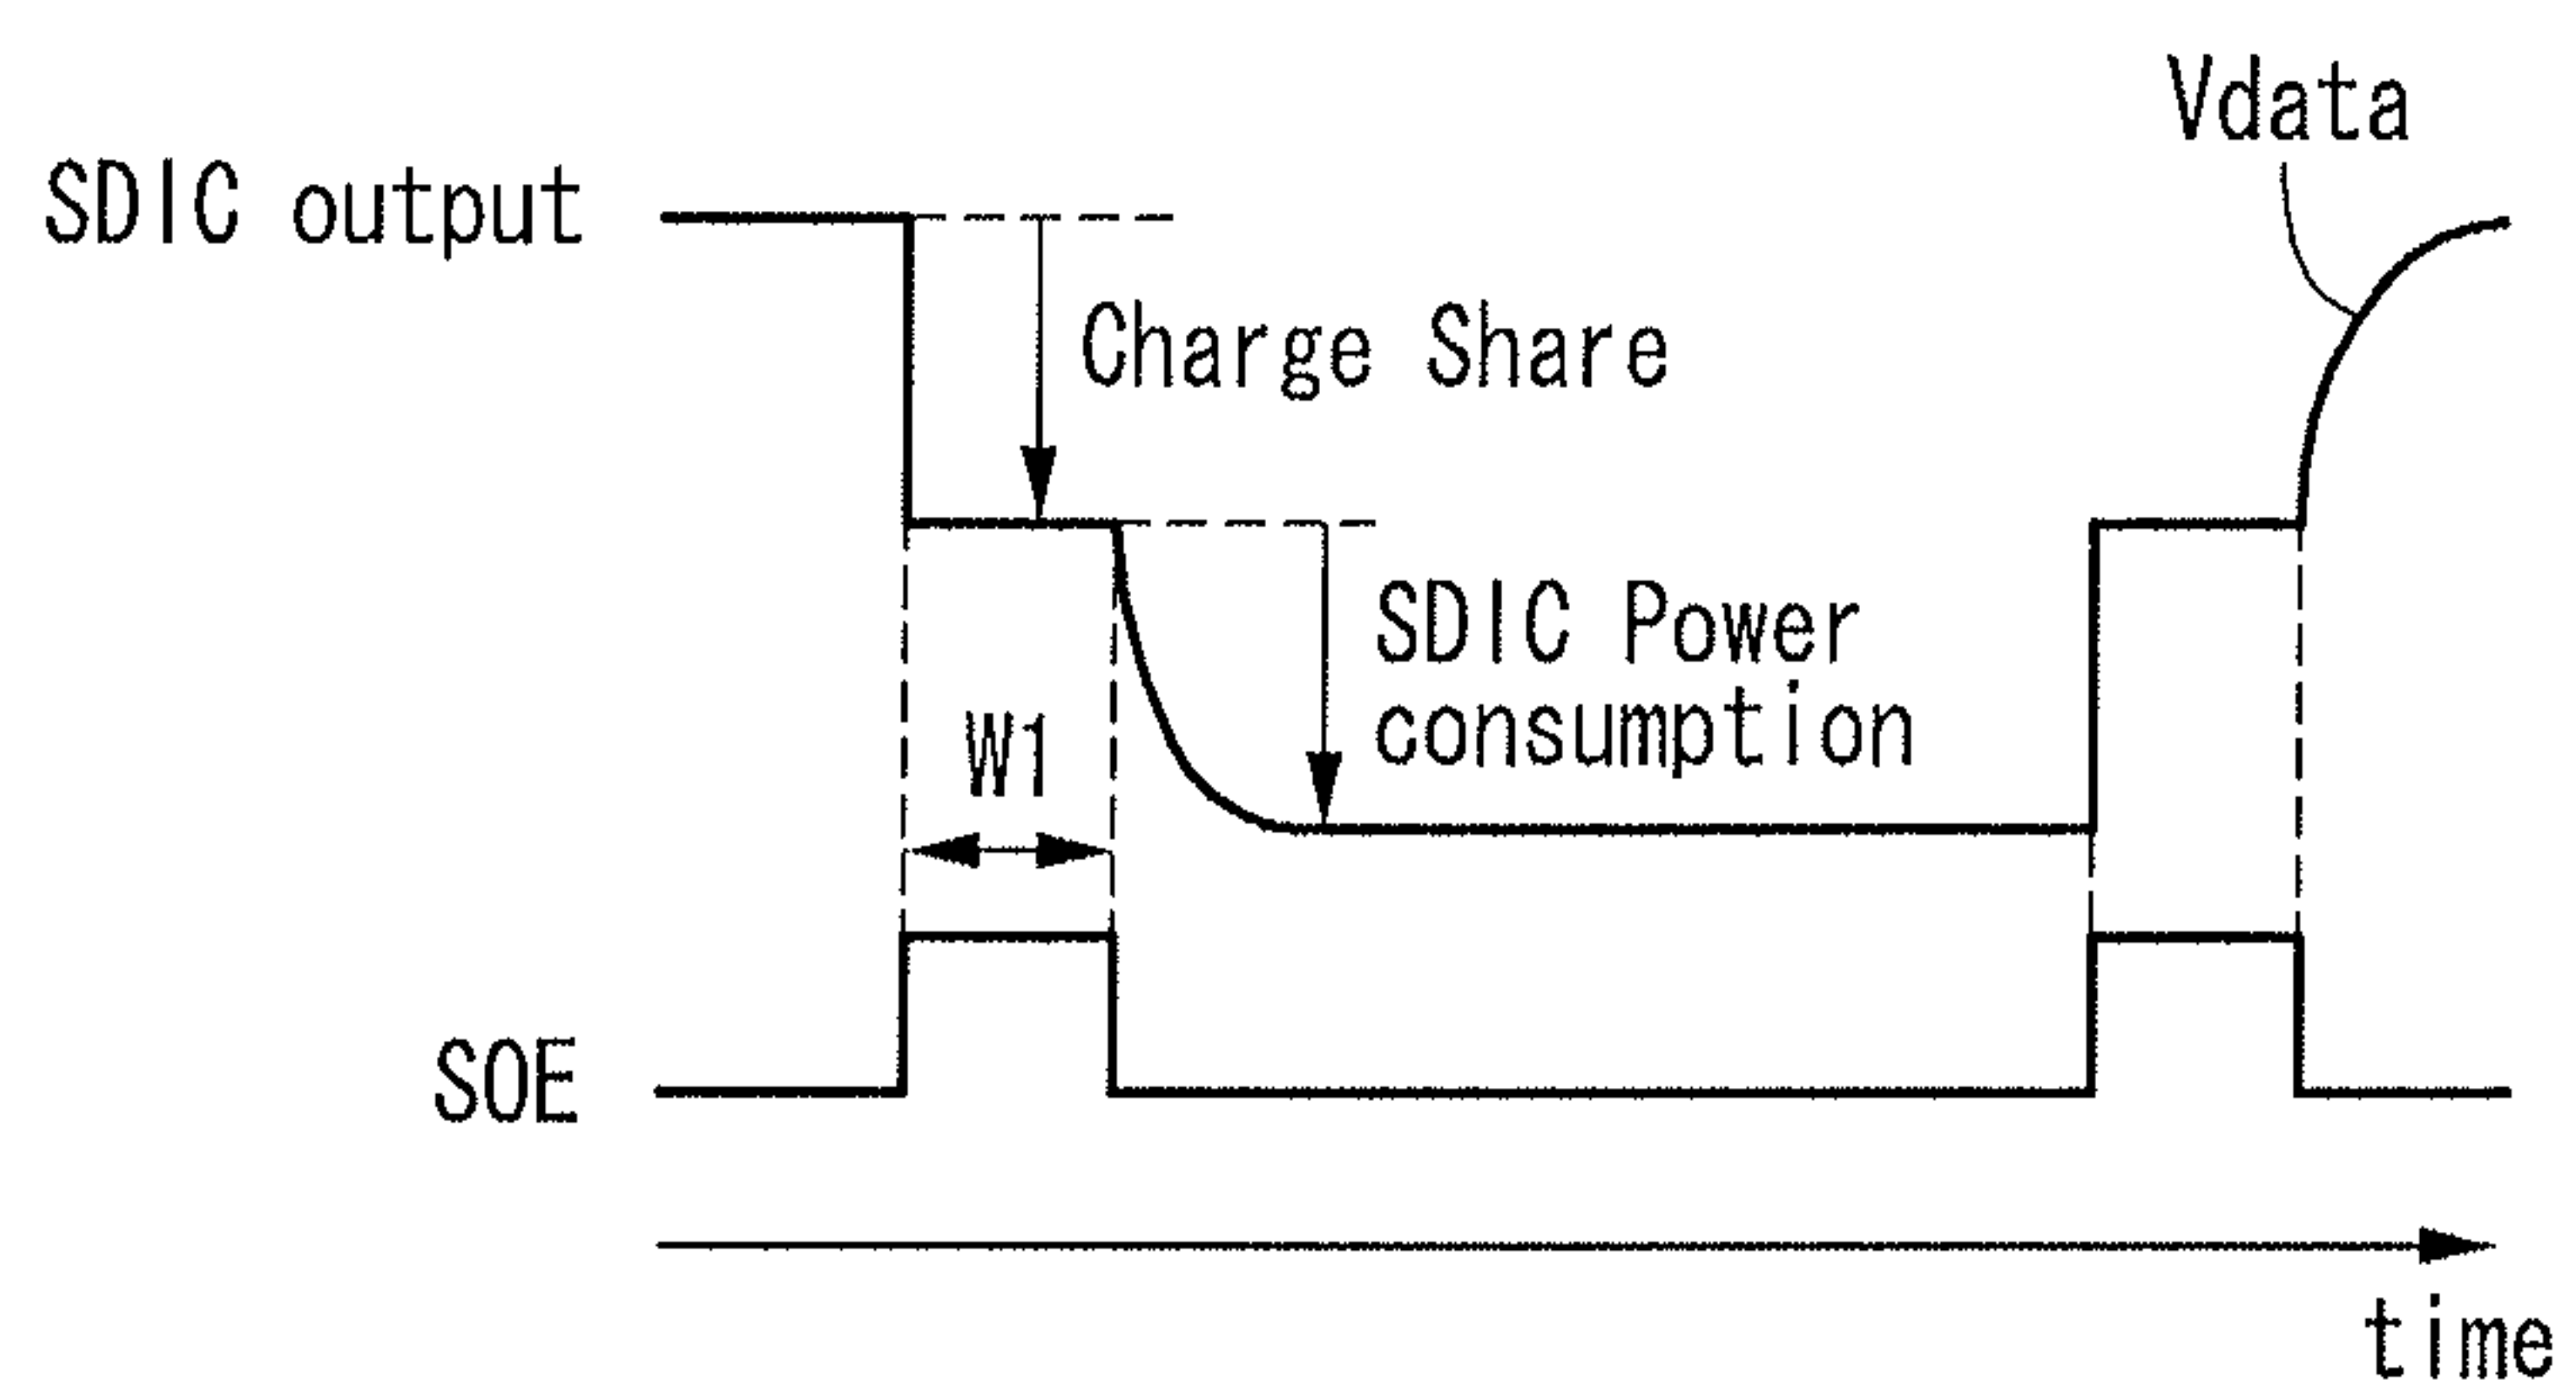 Vdata
SDIC output
Charge Share
SDIC Power
consumption
W1
SOE
time